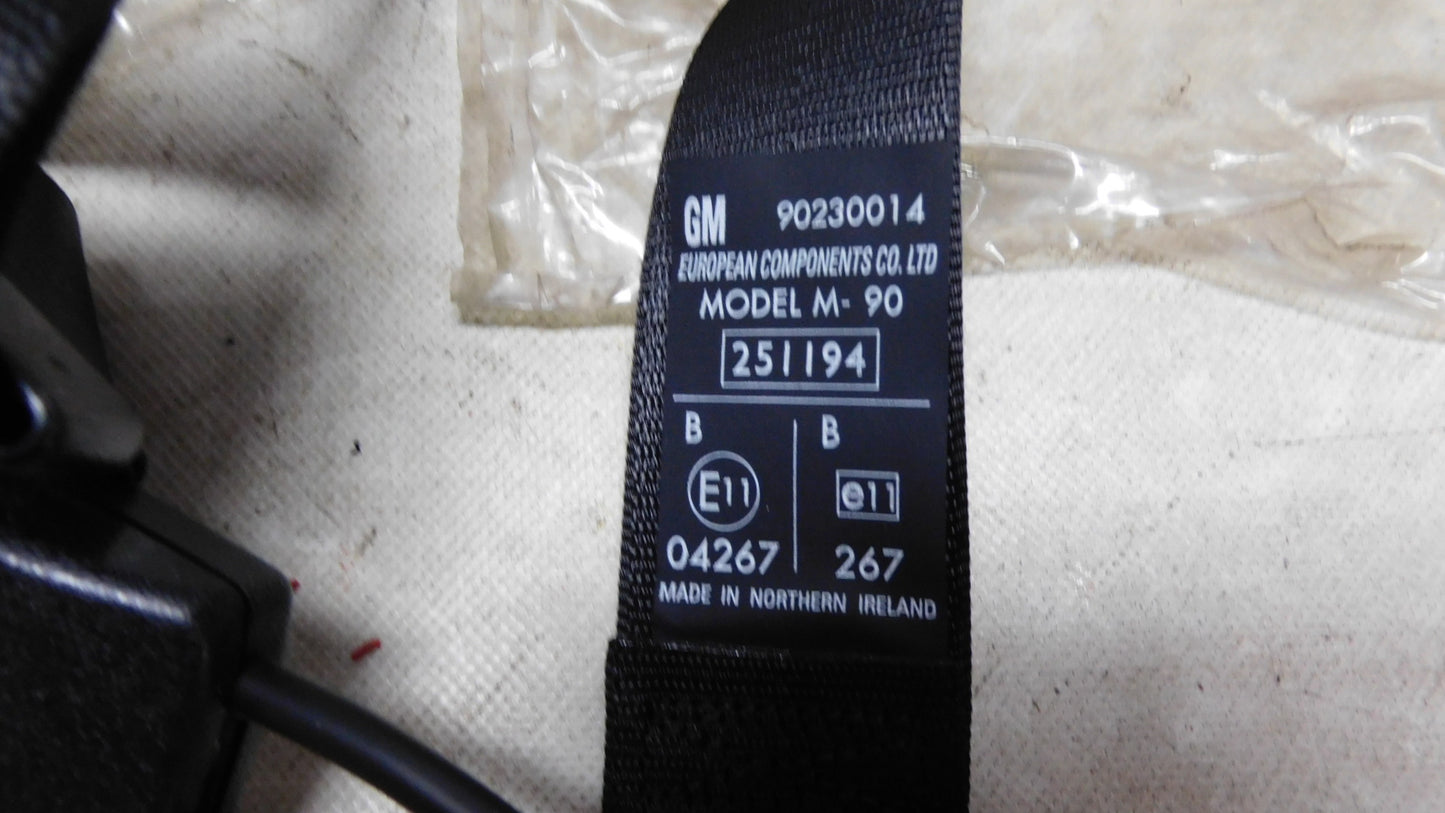 GM 90230014
EUROPEAN COMPONENTS CO. LTD
MODEL M- 90
251194
B B
E11 e11
04267 267
MADE IN NORTHERN IRELAND